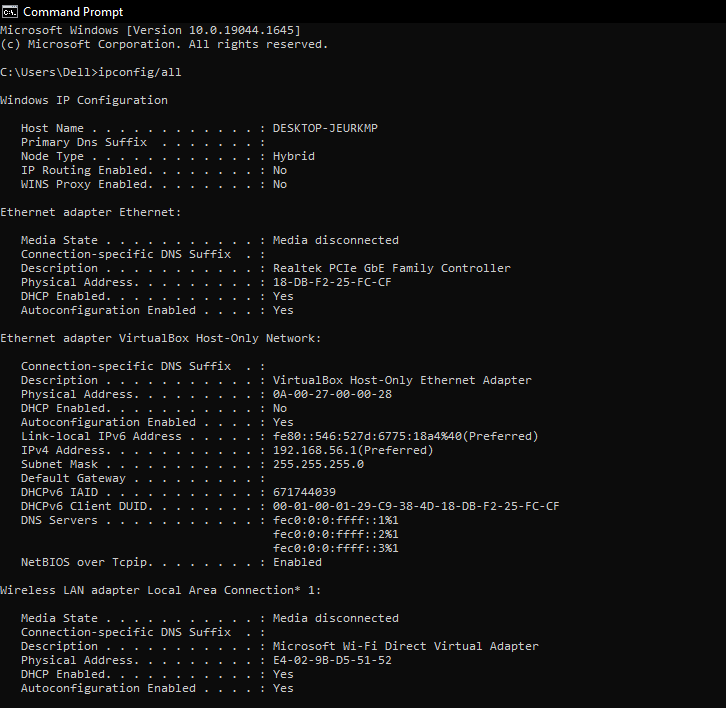 Command Prompt
Microsoft Windows [Version 10.0.19044.1645]
(c) Microsoft Corporation. All rights reserved.
C:\Users\Dell>ipconfig/all
Windows IP Configuration
   Host Name . . . . . . . . . . . . : DESKTOP-JEURKMP
   Primary Dns Suffix  . . . . . . . :
   Node Type . . . . . . . . . . . . : Hybrid
   IP Routing Enabled. . . . . . . . : No
   WINS Proxy Enabled. . . . . . . . : No
Ethernet adapter Ethernet:
   Media State . . . . . . . . . . . : Media disconnected
   Connection-specific DNS Suffix  . :
   Description . . . . . . . . . . . : Realtek PCIe GbE Family Controller
   Physical Address. . . . . . . . . : 18-DB-F2-25-FC-CF
   DHCP Enabled. . . . . . . . . . . : Yes
   Autoconfiguration Enabled . . . . : Yes
Ethernet adapter VirtualBox Host-Only Network:
   Connection-specific DNS Suffix  . :
   Description . . . . . . . . . . . : VirtualBox Host-Only Ethernet Adapter
   Physical Address. . . . . . . . . : 0A-00-27-00-00-28
   DHCP Enabled. . . . . . . . . . . : No
   Autoconfiguration Enabled . . . . : Yes
   Link-local IPv6 Address . . . . . : fe80::546:527d:6775:18a4%40(Preferred)
   IPv4 Address. . . . . . . . . . . : 192.168.56.1(Preferred)
   Subnet Mask . . . . . . . . . . . : 255.255.255.0
   Default Gateway . . . . . . . . . :
   DHCPv6 IAID . . . . . . . . . . . : 671744039
   DHCPv6 Client DUID. . . . . . . . : 00-01-00-01-29-C9-38-4D-18-DB-F2-25-FC-CF
   DNS Servers . . . . . . . . . . . : fec0:0:0:ffff::1%1
                                       fec0:0:0:ffff::2%1
                                       fec0:0:0:ffff::3%1
   NetBIOS over Tcpip. . . . . . . . : Enabled
Wireless LAN adapter Local Area Connection* 1:
   Media State . . . . . . . . . . . : Media disconnected
   Connection-specific DNS Suffix  . :
   Description . . . . . . . . . . . : Microsoft Wi-Fi Direct Virtual Adapter
   Physical Address. . . . . . . . . : E4-02-9B-D5-51-52
   DHCP Enabled. . . . . . . . . . . : Yes
   Autoconfiguration Enabled . . . . : Yes